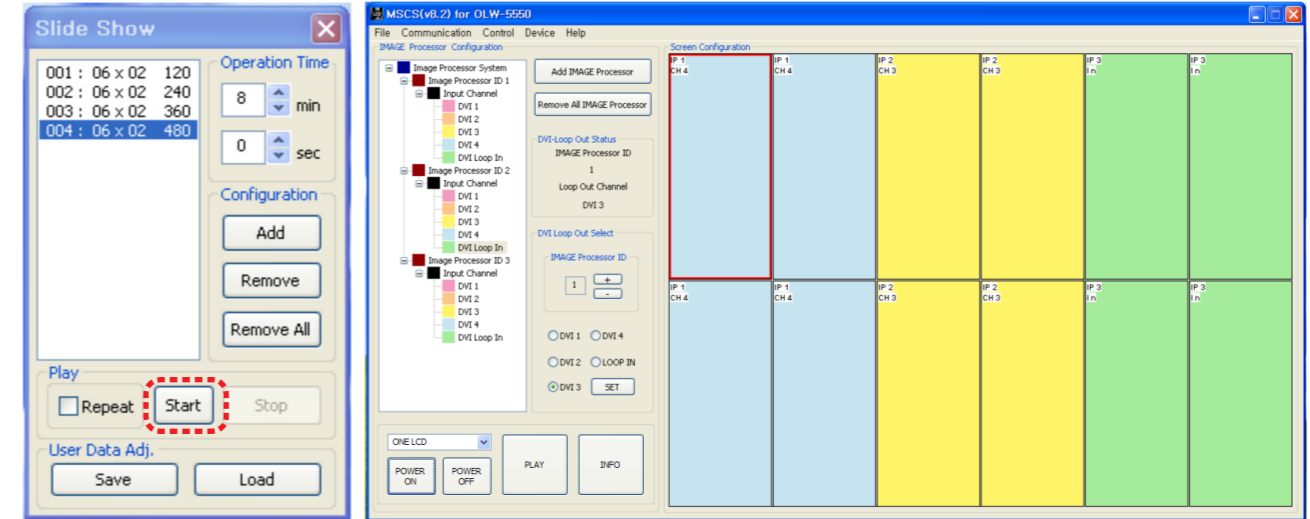 Slide Show
001 : 06 x 02 120
002 : 06 x 02 240
003 : 06 x 02 360
004 : 06 x 02 480
Operation Time
8 min
0 sec
Configuration
Add
Remove
Remove All
Play
Repeat Start Stop
User Data Adj.
Save Load
MSCS(v8.2) for OLW-5550
File Communication Control Device Help
IMAGE Processor Configuration
Image Processor System
Image Processor ID 1
Input Channel
DVI 1
DVI 2
DVI 3
DVI 4
DVI Loop In
Image Processor ID 2
Input Channel
DVI 1
DVI 2
DVI 3
DVI 4
DVI Loop In
Image Processor ID 3
Input Channel
DVI 1
DVI 2
DVI 3
DVI 4
DVI Loop In
Add IMAGE Processor
Remove All IMAGE Processor
DVI-Loop Out Status
IMAGE Processor ID
1
Loop Out Channel
DVI 3
DVI Loop Out Select
IMAGE Processor ID
1 + -
DVI 1 DVI 4
DVI 2 LOOP IN
DVI 3 SET
ONE LCD
POWER ON
POWER OFF
PLAY
INFO
Screen Configuration
IP 1 IP 1 IP 2 IP 2 IP 3 IP 3
CH 4 CH 4 CH 3 CH 3 In In
IP 1 IP 1 IP 2 IP 2 IP 3 IP 3
CH 4 CH 4 CH 3 CH 3 In In